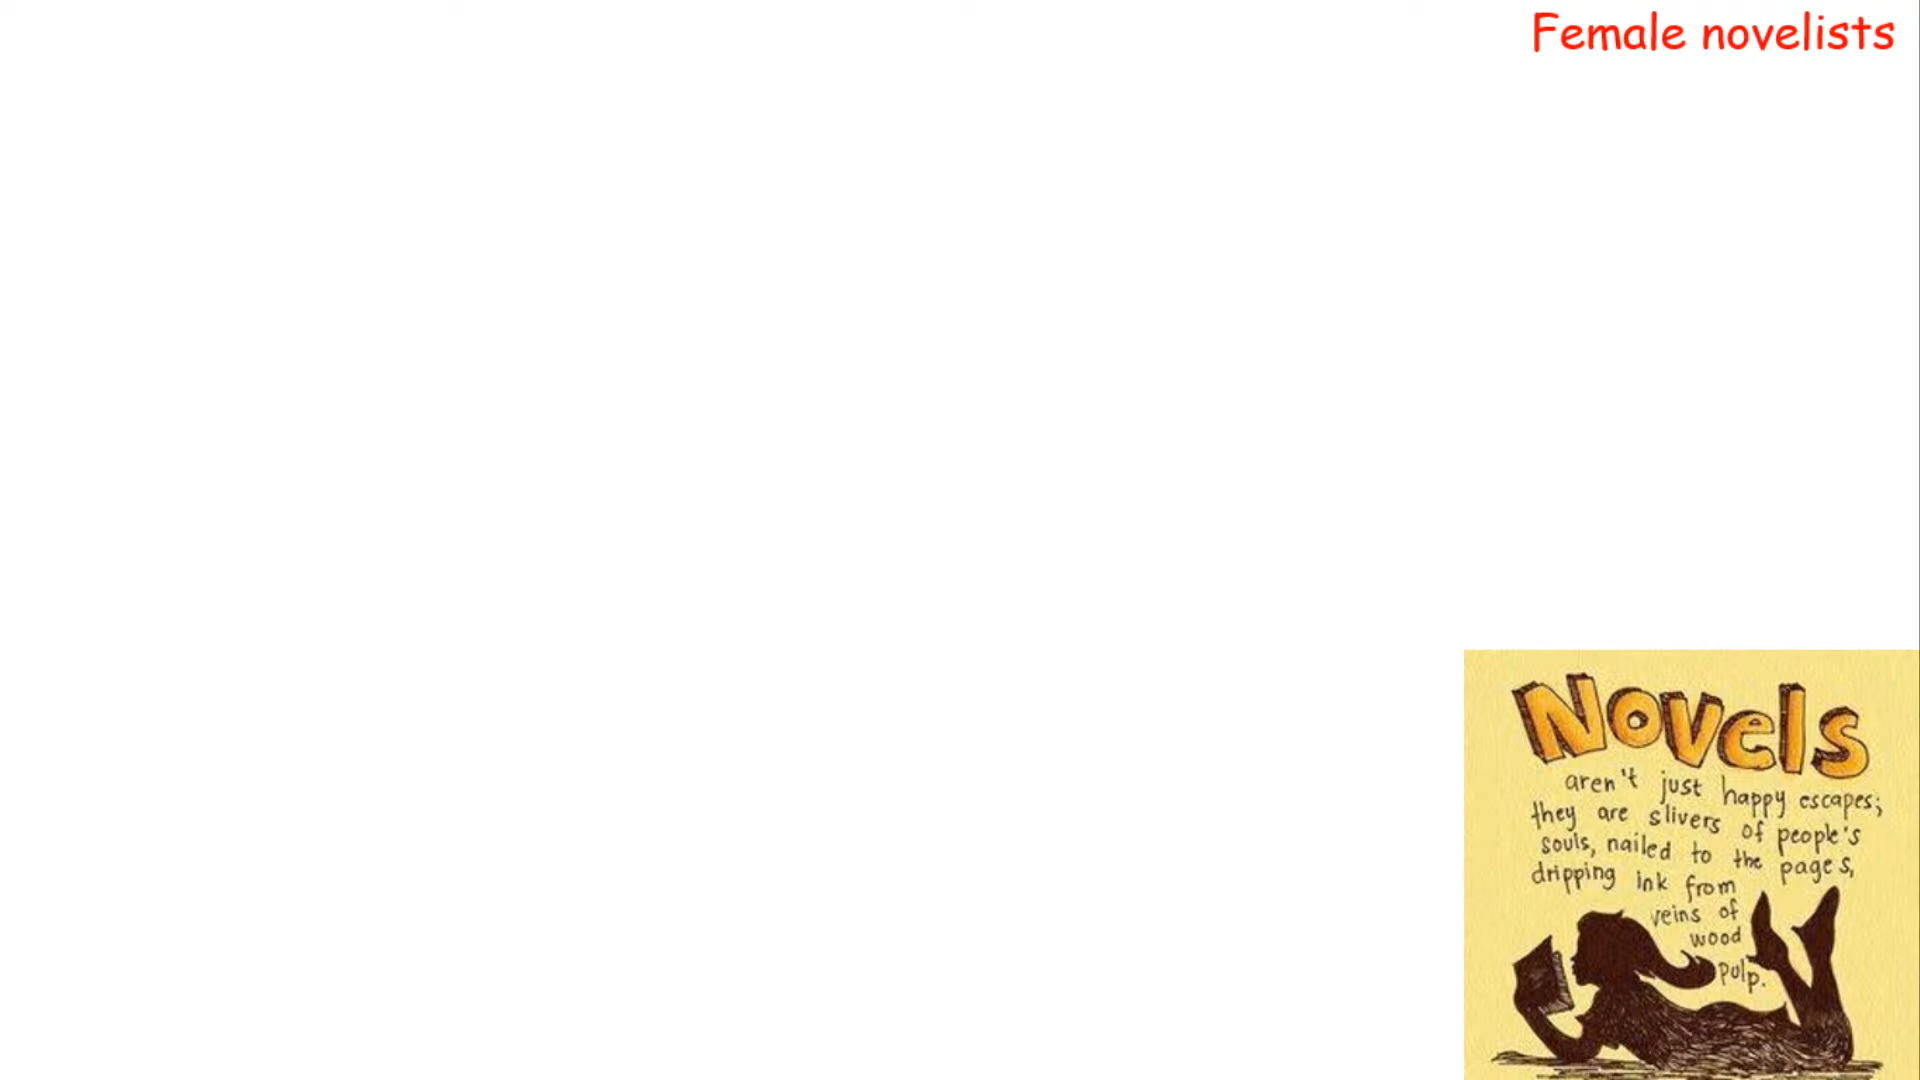 Female novelists
Novels
aren't just happy escapes;
they are slivers of people's
souls, nailed to the pages,
dripping ink from
veins of
wood
pulp.